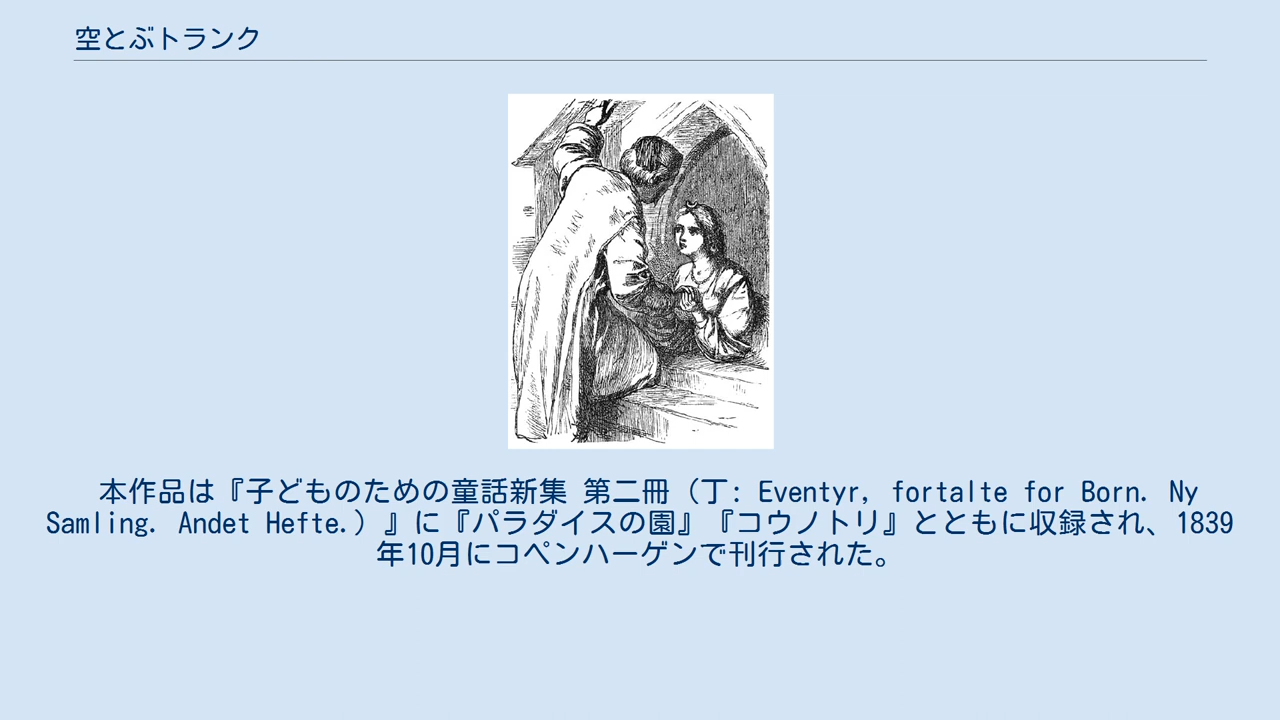 空とぶトランク
本作品は『子どものための童話新集 第二冊（丁: Eventyr, fortalte for Born. Ny
Samling. Andet Hefte.）』に『パラダイスの園』『コウノトリ』とともに収録され、1839
年10月にコペンハーゲンで刊行された。